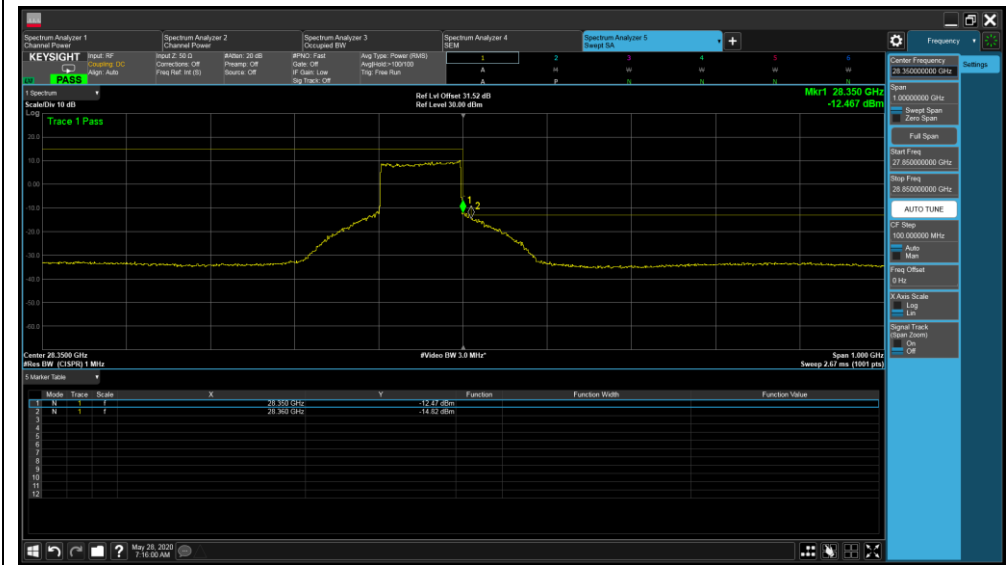 Spectrum Analyzer 1
Channel Power
Spectrum Analyzer 2
Channel Power
Spectrum Analyzer 3
Occupied BW
Spectrum Analyzer 4
SEM
Spectrum Analyzer 5
Swept SA
+
Frequency
KEYSIGHT
PASS
Input: RF
Coupling: DC
Align: Auto
Input Z: 50 Ω
Corrections: Off
Freq Ref: Int (S)
#Atten: 20 dB
Preamp: Off
Source: Off
#PNO: Fast
Gate: Off
IF Gain: Low
Sig Track: Off
Avg Type: Power (RMS)
Avg|Hold:>100/100
Trig: Free Run
1 2 3 4 5 6
A W W W W W
A P N N N N
1 Spectrum
Scale/Div 10 dB
Log
Ref Lvl Offset 31.52 dB
Ref Level 30.00 dBm
Mkr1 28.350 GHz
-12.467 dBm
Trace 1 Pass
20.0
10.0
0.00
-10.0
-20.0
-30.0
-40.0
-50.0
-60.0
1
2
Center 28.3500 GHz
#Res BW (CISPR) 1 MHz
#Video BW 3.0 MHz*
Span 1.000 GHz
Sweep 2.67 ms (1001 pts)
5 Marker Table
Mode Trace Scale X Y Function Function Width Function Value
1 N 1 f 28.350 GHz -12.47 dBm
2 N 1 f 28.360 GHz -14.82 dBm
3
4
5
6
7
8
9
10
11
12
Center Frequency
28.350000000 GHz
Settings
Span
1.00000000 GHz
Swept Span
Zero Span
Full Span
Start Freq
27.850000000 GHz
Stop Freq
28.850000000 GHz
AUTO TUNE
CF Step
100.000000 MHz
Auto
Man
Freq Offset
0 Hz
X Axis Scale
Log
Lin
Signal Track
(Span Zoom)
On
Off
?
May 28, 2020
7:16:00 AM